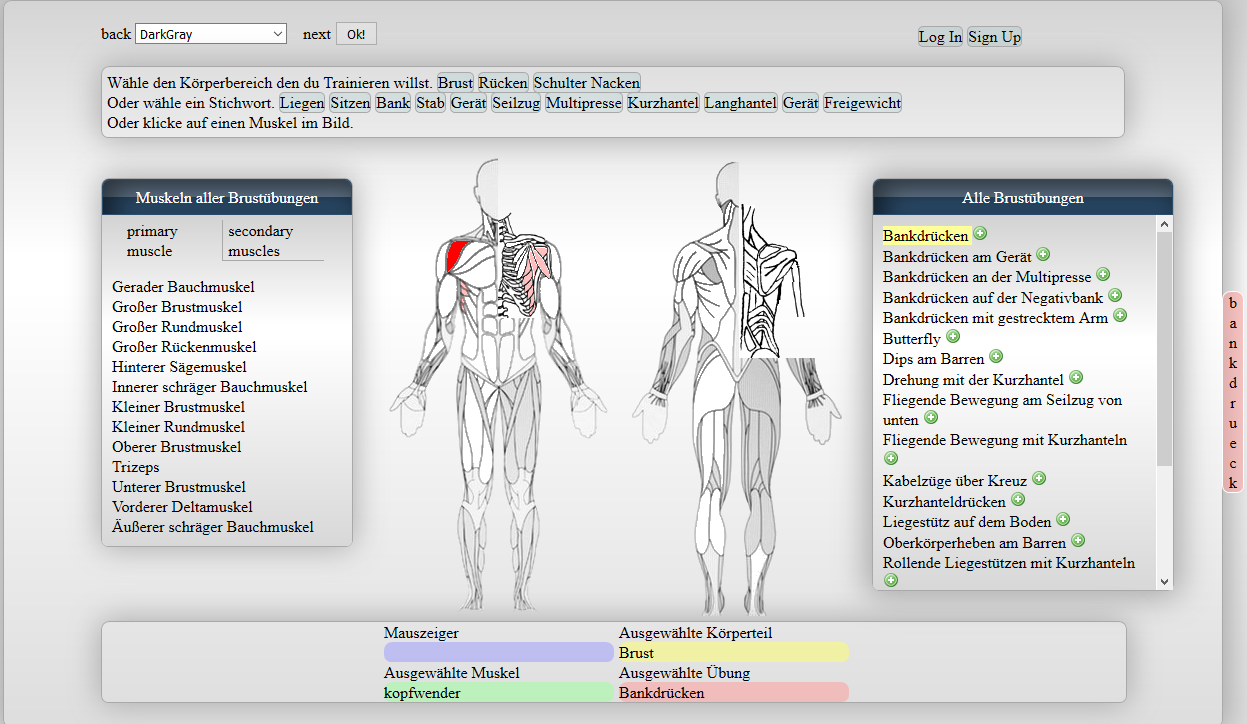 back DarkGray next Ok! Log In Sign Up
Wähle den Körperbereich den du Trainieren willst. Brust Rücken Schulter Nacken
Oder wähle ein Stichwort. Liegen Sitzen Bank Stab Gerät Seilzug Multipresse Kurzhantel Langhantel Gerät Freigewicht
Oder klicke auf einen Muskel im Bild.
Muskeln aller Brustübungen
primary
muscle
secondary
muscles
Gerader Bauchmuskel
Großer Brustmuskel
Großer Rundmuskel
Großer Rückenmuskel
Hinterer Sägemuskel
Innerer schräger Bauchmuskel
Kleiner Brustmuskel
Kleiner Rundmuskel
Oberer Brustmuskel
Trizeps
Unterer Brustmuskel
Vorderer Deltamuskel
Äußerer schräger Bauchmuskel
Alle Brustübungen
Bankdrücken
Bankdrücken am Gerät
Bankdrücken an der Multipresse
Bankdrücken auf der Negativbank
Bankdrücken mit gestrecktem Arm
Butterfly
Dips am Barren
Drehung mit der Kurzhantel
Fliegende Bewegung am Seilzug von
unten
Fliegende Bewegung mit Kurzhanteln
Kabelzüge über Kreuz
Kurzhanteldrücken
Liegestütz auf dem Boden
Oberkörperheben am Barren
Rollende Liegestützen mit Kurzhanteln
b
a
n
k
d
r
u
e
c
k
Mauszeiger Ausgewählte Körperteil
Brust
Ausgewählte Muskel Ausgewählte Übung
kopfwender Bankdrücken